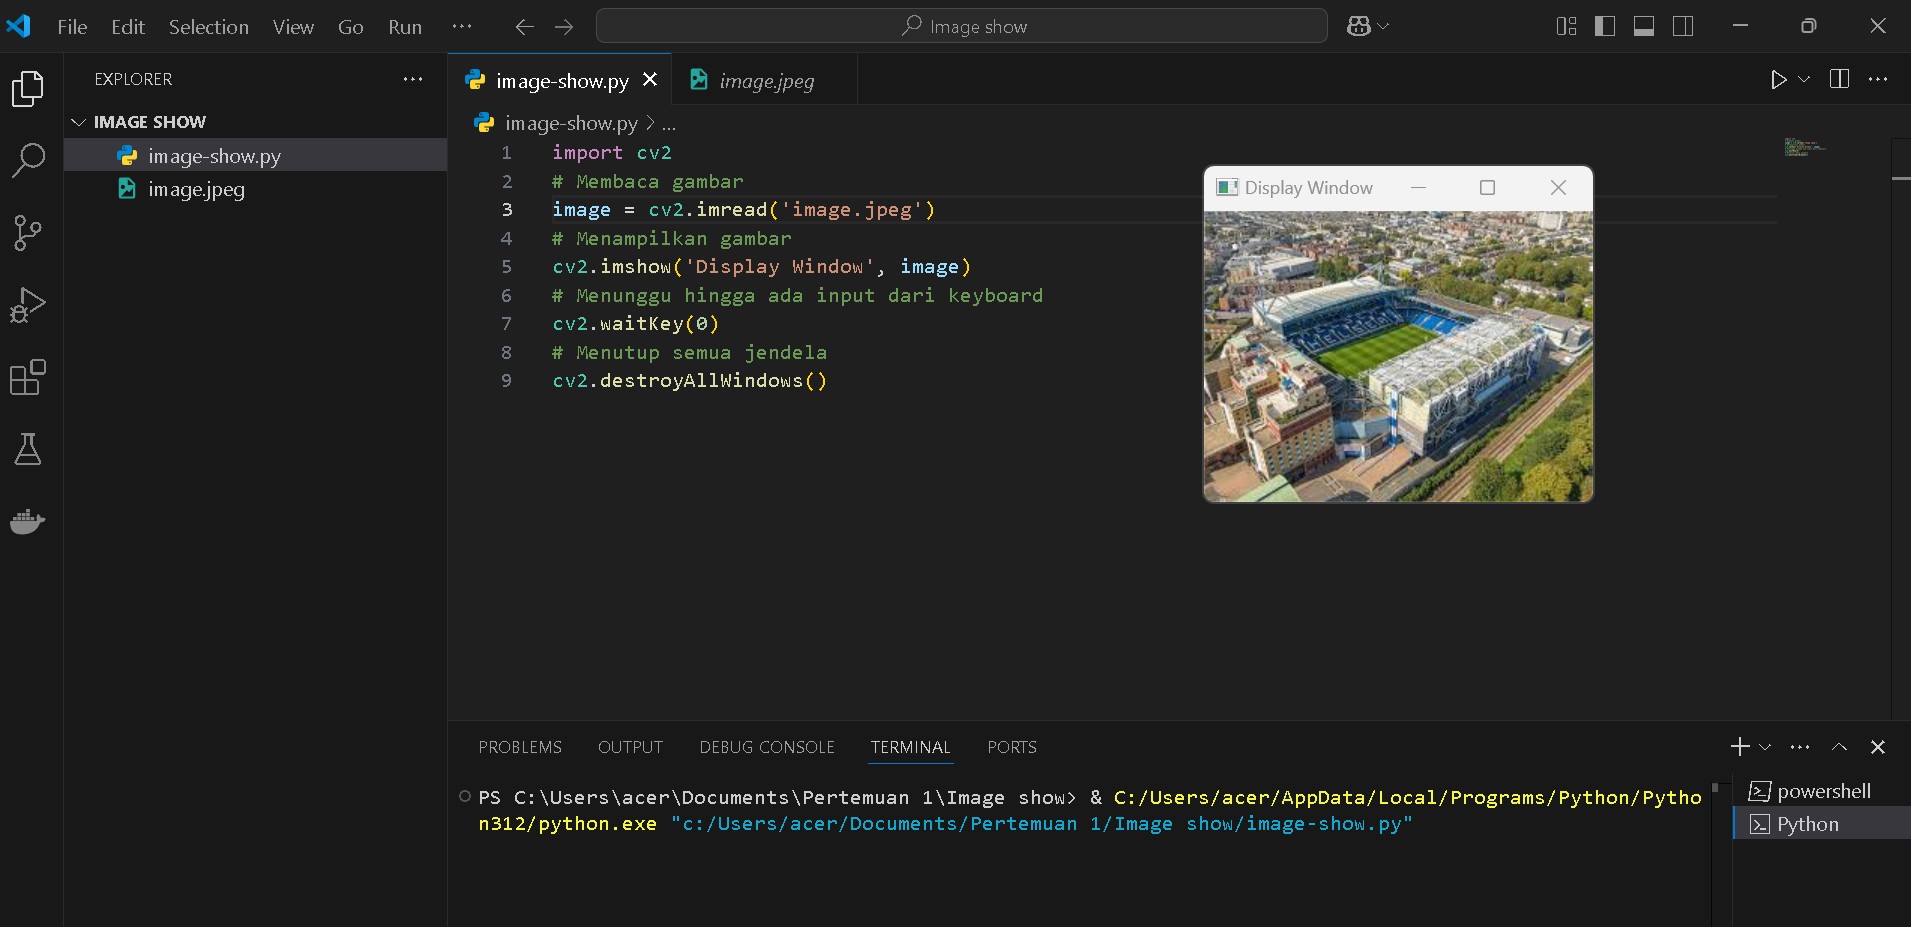 File Edit Selection View Go Run ...
Image show
EXPLORER ...
IMAGE SHOW
image-show.py
image.jpeg
image-show.py image.jpeg
image-show.py > ...
1 import cv2
2 # Membaca gambar
3 image = cv2.imread('image.jpeg')
4 # Menampilkan gambar
5 cv2.imshow('Display Window', image)
6 # Menunggu hingga ada input dari keyboard
7 cv2.waitKey(0)
8 # Menutup semua jendela
9 cv2.destroyAllWindows()
Display Window
CHELSEA
PROBLEMS OUTPUT DEBUG CONSOLE TERMINAL PORTS
PS C:\Users\acer\Documents\Pertemuan 1\Image show> & C:/Users/acer/AppData/Local/Programs/Python/Pytho
n312/python.exe "c:/Users/acer/Documents/Pertemuan 1/Image show/image-show.py"
powershell
Python